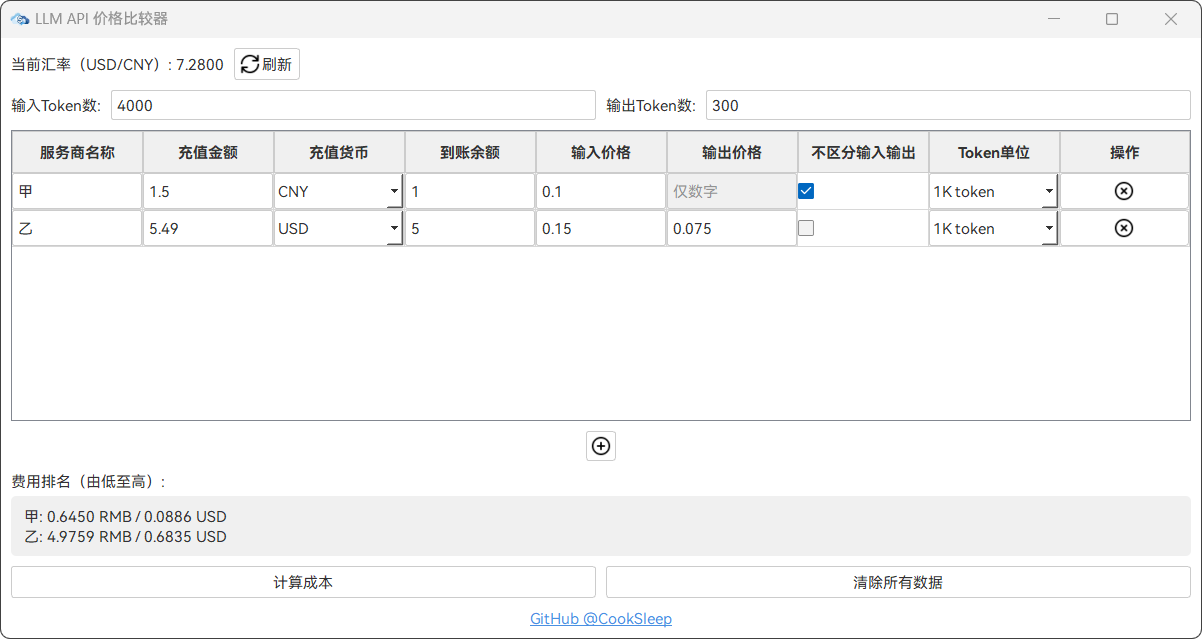 LLM API 价格比较器
当前汇率（USD/CNY）: 7.2800 刷新
输入Token数: 4000 输出Token数: 300
服务商名称 充值金额 充值货币 到账余额 输入价格 输出价格 不区分输入输出 Token单位 操作
甲 1.5 CNY 1 0.1 仅数字 1K token
乙 5.49 USD 5 0.15 0.075 1K token
费用排名（由低至高）:
甲: 0.6450 RMB / 0.0886 USD
乙: 4.9759 RMB / 0.6835 USD
计算成本 清除所有数据
GitHub @CookSleep